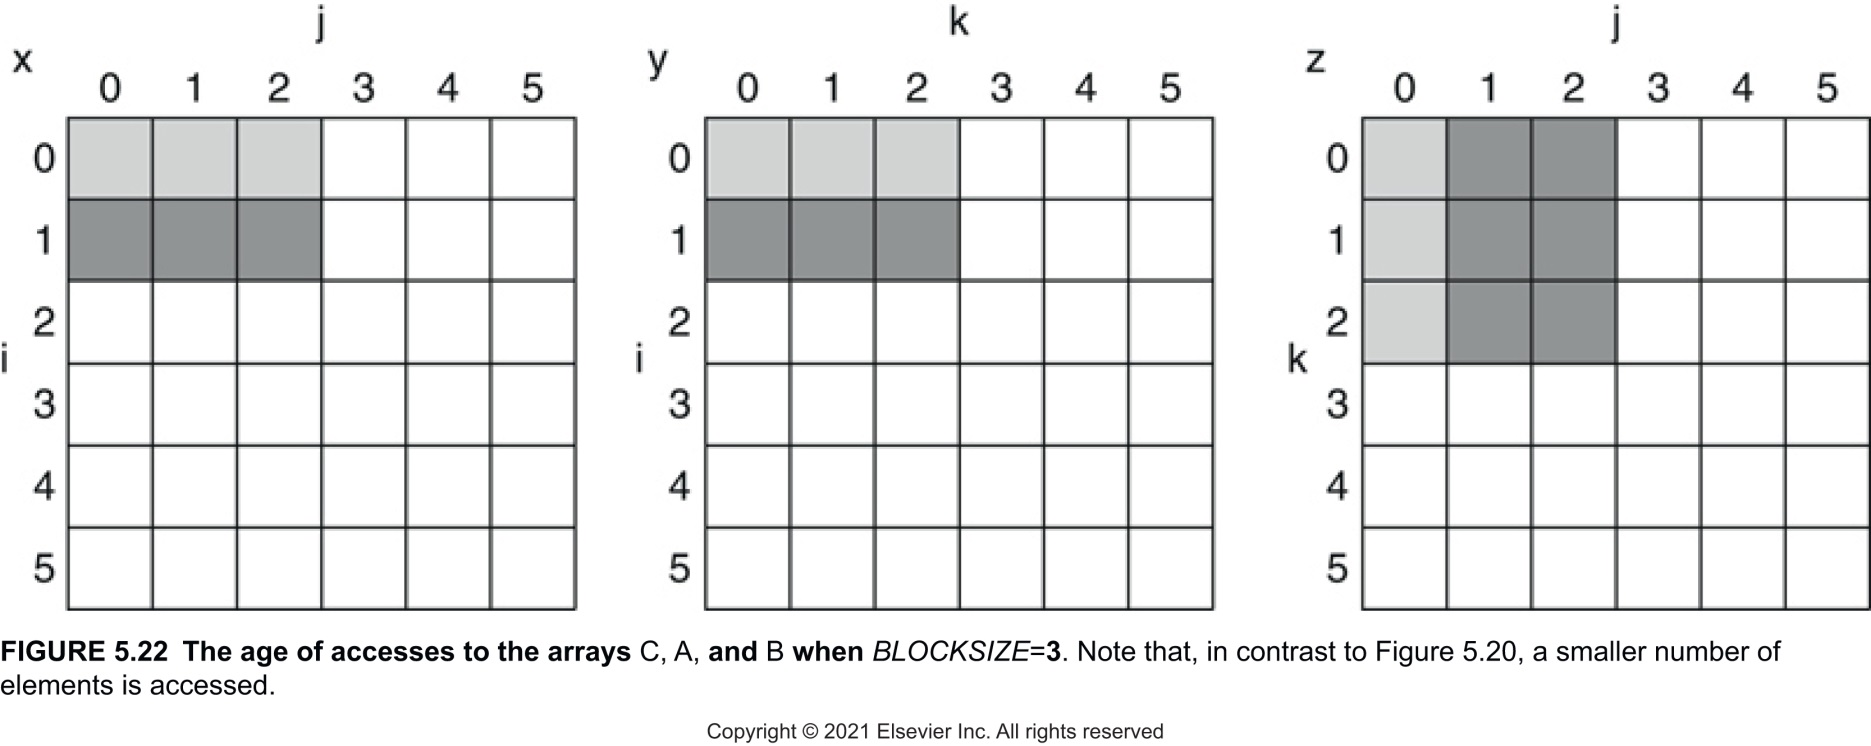 j
x
0 1 2 3 4 5
0
1
2
i
3
4
5
k
y
0 1 2 3 4 5
0
1
2
i
3
4
5
j
z
0 1 2 3 4 5
0
1
2
k
3
4
5
FIGURE 5.22 The age of accesses to the arrays C, A, and B when BLOCKSIZE=3. Note that, in contrast to Figure 5.20, a smaller number of
elements is accessed.
Copyright © 2021 Elsevier Inc. All rights reserved